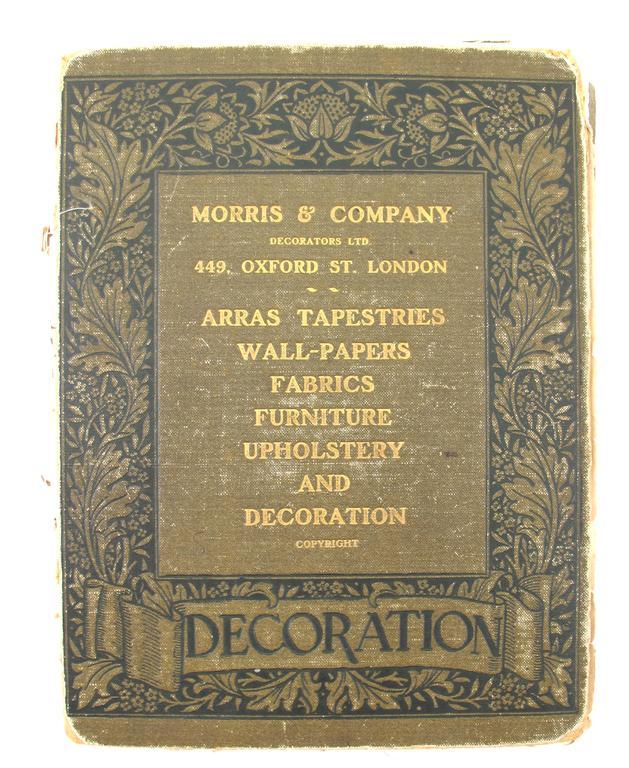 MORRIS & COMPANY
DECORATORS LTD.
449, OXFORD ST. LONDON
ARRAS TAPESTRIES
WALL-PAPERS
FABRICS
FURNITURE
UPHOLSTERY
AND
DECORATION
COPYRIGHT
DECORATION